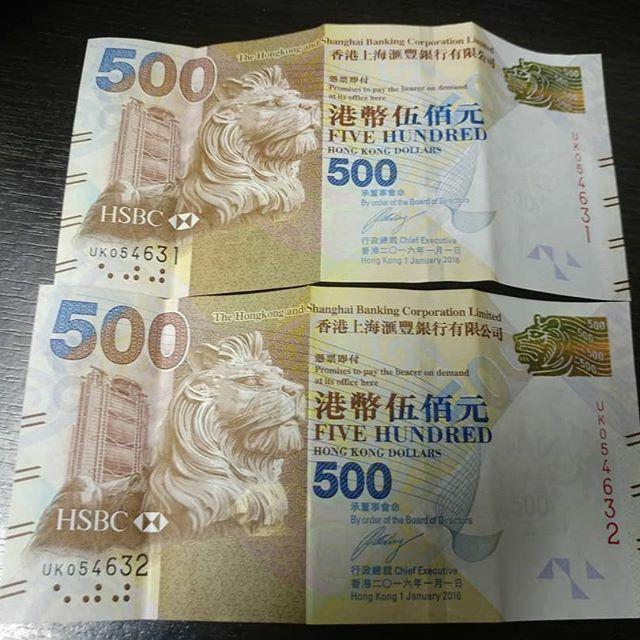 500
The Hongkong and Shanghai Banking Corporation Limited
香港上海滙豐銀行有限公司
憑票即付
Promises to pay the bearer on demand
at its office here
港幣伍佰元
FIVE HUNDRED
HONG KONG DOLLARS
500
承董事會命
By order of the Board of Directors
行政總裁 Chief Executive
香港二〇一六年一月一日
Hong Kong 1 January 2016
HSBC
UK054631
500
UK054631
500
The Hongkong and Shanghai Banking Corporation Limited
香港上海滙豐銀行有限公司
憑票即付
Promises to pay the bearer on demand
at its office here
港幣伍佰元
FIVE HUNDRED
HONG KONG DOLLARS
500
承董事會命
By order of the Board of Directors
行政總裁 Chief Executive
香港二〇一六年一月一日
Hong Kong 1 January 2016
HSBC
UK054632
500
500
500
500
UK054632
500